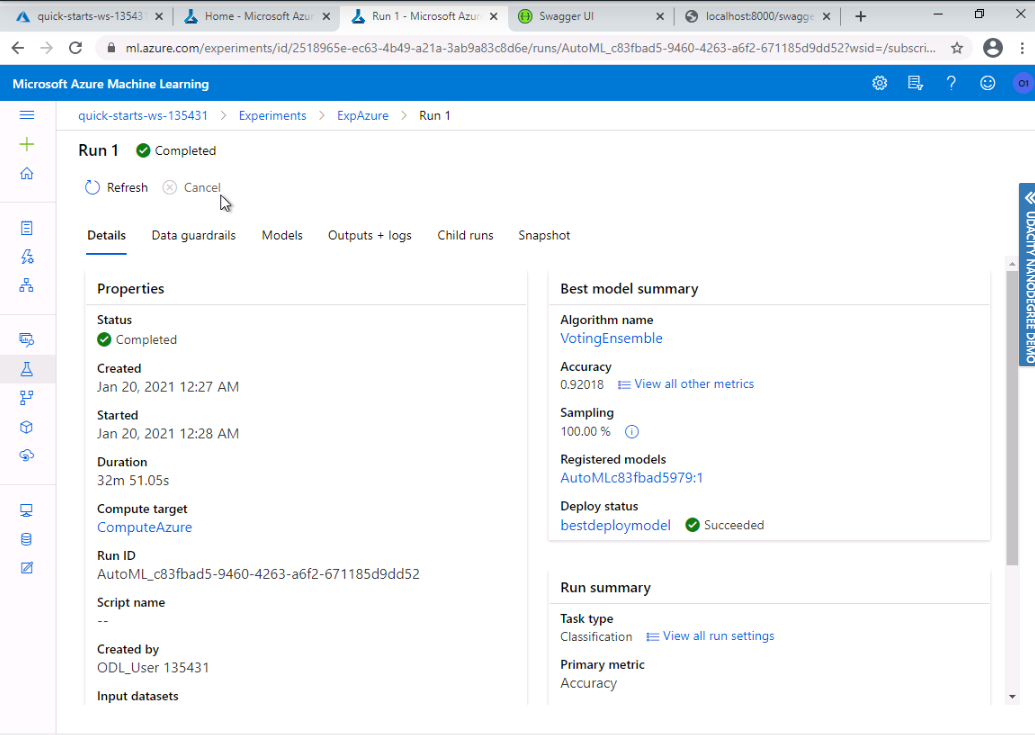 quick-starts-ws-13543
Home - Microsoft Azur
Run 1 - Microsoft Azur
Swagger UI
localhost:8000/swagge
ml.azure.com/experiments/id/2518965e-ec63-4b49-a21a-3ab9a83c8d6e/runs/AutoML_c83fbad5-9460-4263-a6f2-671185d9dd52?wsid=/subscri...
Microsoft Azure Machine Learning
O1
quick-starts-ws-135431 > Experiments > ExpAzure > Run 1
Run 1 Completed
Refresh Cancel
Details Data guardrails Models Outputs + logs Child runs Snapshot
UDACITY NANODEGREE DEMO
Properties
Status
Completed
Created
Jan 20, 2021 12:27 AM
Started
Jan 20, 2021 12:28 AM
Duration
32m 51.05s
Compute target
ComputeAzure
Run ID
AutoML_c83fbad5-9460-4263-a6f2-671185d9dd52
Script name
--
Created by
ODL_User 135431
Input datasets
Best model summary
Algorithm name
VotingEnsemble
Accuracy
0.92018 View all other metrics
Sampling
100.00 %
Registered models
AutoMLc83fbad5979:1
Deploy status
bestdeploymodel Succeeded
Run summary
Task type
Classification View all run settings
Primary metric
Accuracy